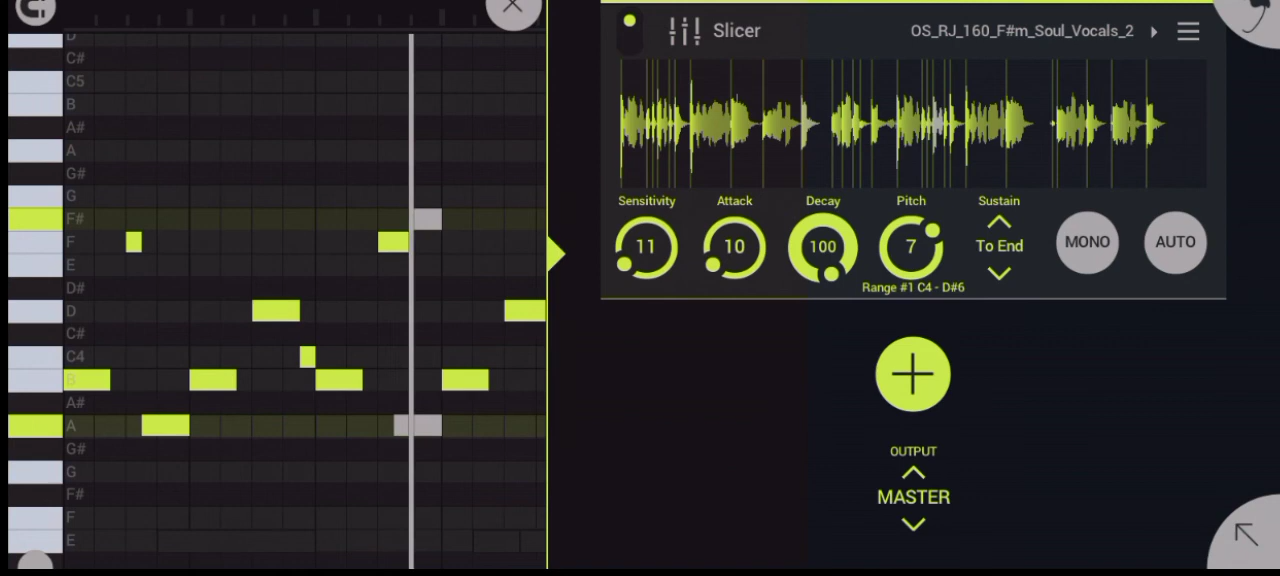 D
C#
C5
B
A#
A
G#
G
F#
F
E
D#
D
C#
C4
B
A#
A
G#
G
F#
F
E
Slicer
OS_RJ_160_F#m_Soul_Vocals_2
Sensitivity Attack Decay Pitch Sustain
11 10 100 7 To End MONO AUTO
Range #1 C4 - D#6
OUTPUT
MASTER